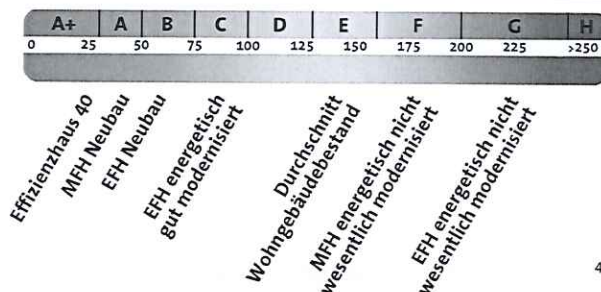 A+ A B C D E F G H
0 25 50 75 100 125 150 175 200 225 >250
Effizienzhaus 40
MFH Neubau
EFH Neubau
EFH energetisch
gut modernisiert
Durchschnitt
Wohngebäudebestand
MFH energetisch nicht
wesentlich modernisiert
EFH energetisch nicht
wesentlich modernisiert
4